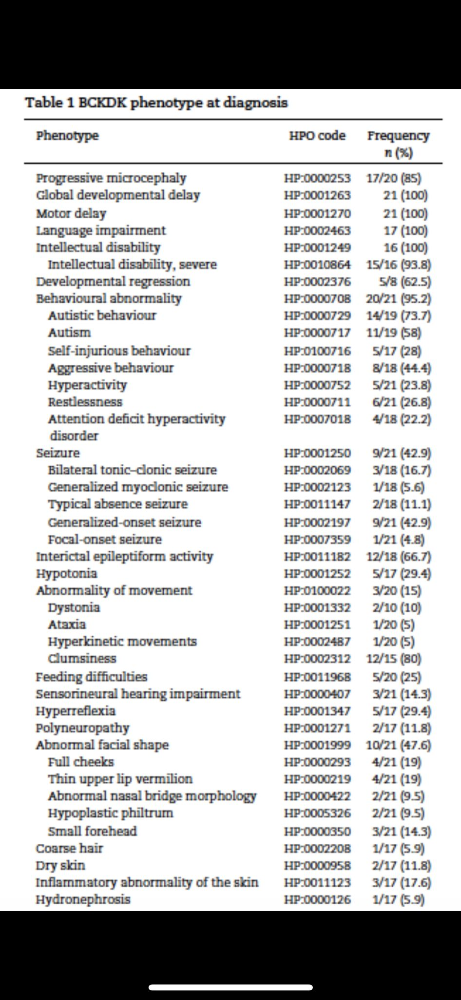 Table 1 BCKDK phenotype at diagnosis
Phenotype HPO code Frequency
n (%)
Progressive microcephaly HP:0000253 17/20 (85)
Global developmental delay HP:0001263 21 (100)
Motor delay HP:0001270 21 (100)
Language impairment HP:0002463 17 (100)
Intellectual disability HP:0001249 16 (100)
Intellectual disability, severe HP:0010864 15/16 (93.8)
Developmental regression HP:0002376 5/8 (62.5)
Behavioural abnormality HP:0000708 20/21 (95.2)
Autistic behaviour HP:0000729 14/19 (73.7)
Autism HP:0000717 11/19 (58)
Self-injurious behaviour HP:0100716 5/17 (28)
Aggressive behaviour HP:0000718 8/18 (44.4)
Hyperactivity HP:0000752 5/21 (23.8)
Restlessness HP:0000711 6/21 (26.8)
Attention deficit hyperactivity HP:0007018 4/18 (22.2)
disorder
Seizure HP:0001250 9/21 (42.9)
Bilateral tonic–clonic seizure HP:0002069 3/18 (16.7)
Generalized myoclonic seizure HP:0002123 1/18 (5.6)
Typical absence seizure HP:0011147 2/18 (11.1)
Generalized-onset seizure HP:0002197 9/21 (42.9)
Focal-onset seizure HP:0007359 1/21 (4.8)
Interictal epileptiform activity HP:0011182 12/18 (66.7)
Hypotonia HP:0001252 5/17 (29.4)
Abnormality of movement HP:0100022 3/20 (15)
Dystonia HP:0001332 2/10 (10)
Ataxia HP:0001251 1/20 (5)
Hyperkinetic movements HP:0002487 1/20 (5)
Clumsiness HP:0002312 12/15 (80)
Feeding difficulties HP:0011968 5/20 (25)
Sensorineural hearing impairment HP:0000407 3/21 (14.3)
Hyperreflexia HP:0001347 5/17 (29.4)
Polyneuropathy HP:0001271 2/17 (11.8)
Abnormal facial shape HP:0001999 10/21 (47.6)
Full cheeks HP:0000293 4/21 (19)
Thin upper lip vermilion HP:0000219 4/21 (19)
Abnormal nasal bridge morphology HP:0000422 2/21 (9.5)
Hypoplastic philtrum HP:0005326 2/21 (9.5)
Small forehead HP:0000350 3/21 (14.3)
Coarse hair HP:0002208 1/17 (5.9)
Dry skin HP:0000958 2/17 (11.8)
Inflammatory abnormality of the skin HP:0011123 3/17 (17.6)
Hydronephrosis HP:0000126 1/17 (5.9)